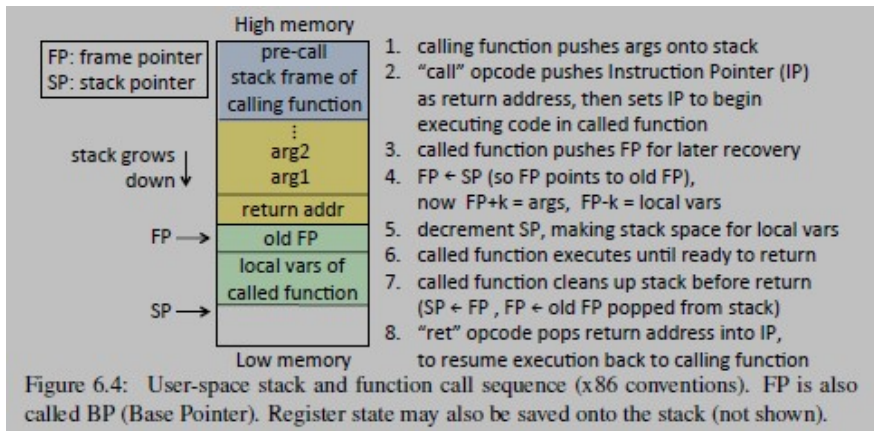 High memory
FP: frame pointer
SP: stack pointer
pre-call
stack frame of
calling function
⋮
arg2
arg1
return addr
old FP
local vars of
called function
stack grows
down ↓
FP →
SP →
Low memory
1. calling function pushes args onto stack
2. “call” opcode pushes Instruction Pointer (IP)
as return address, then sets IP to begin
executing code in called function
3. called function pushes FP for later recovery
4. FP ← SP (so FP points to old FP),
now FP+k = args, FP-k = local vars
5. decrement SP, making stack space for local vars
6. called function executes until ready to return
7. called function cleans up stack before return
(SP ← FP , FP ← old FP popped from stack)
8. “ret” opcode pops return address into IP,
to resume execution back to calling function
Figure 6.4: User-space stack and function call sequence (x86 conventions). FP is also
called BP (Base Pointer). Register state may also be saved onto the stack (not shown).